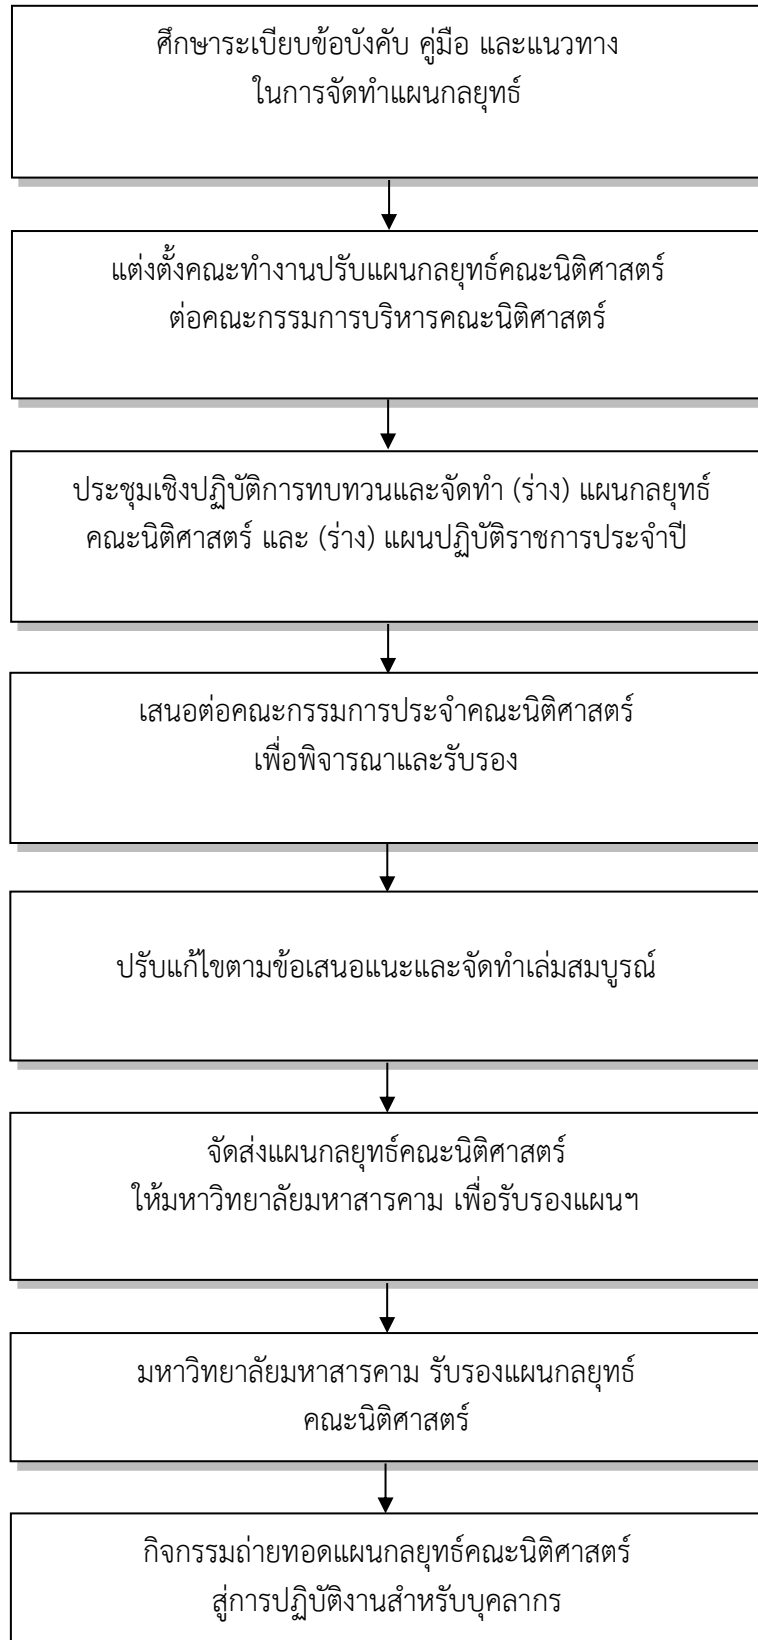 ศึกษาระเบียบข้อบังคับ คู่มือ และแนวทาง
ในการจัดทำแผนกลยุทธ์
แต่งตั้งคณะทำงานปรับแผนกลยุทธ์คณะนิติศาสตร์
ต่อคณะกรรมการบริหารคณะนิติศาสตร์
ประชุมเชิงปฏิบัติการทบทวนและจัดทำ (ร่าง) แผนกลยุทธ์
คณะนิติศาสตร์ และ (ร่าง) แผนปฏิบัติราชการประจำปี
เสนอต่อคณะกรรมการประจำคณะนิติศาสตร์
เพื่อพิจารณาและรับรอง
ปรับแก้ไขตามข้อเสนอแนะและจัดทำเล่มสมบูรณ์
จัดส่งแผนกลยุทธ์คณะนิติศาสตร์
ให้มหาวิทยาลัยมหาสารคาม เพื่อรับรองแผนฯ
มหาวิทยาลัยมหาสารคาม รับรองแผนกลยุทธ์
คณะนิติศาสตร์
กิจกรรมถ่ายทอดแผนกลยุทธ์คณะนิติศาสตร์
สู่การปฏิบัติงานสำหรับบุคลากร